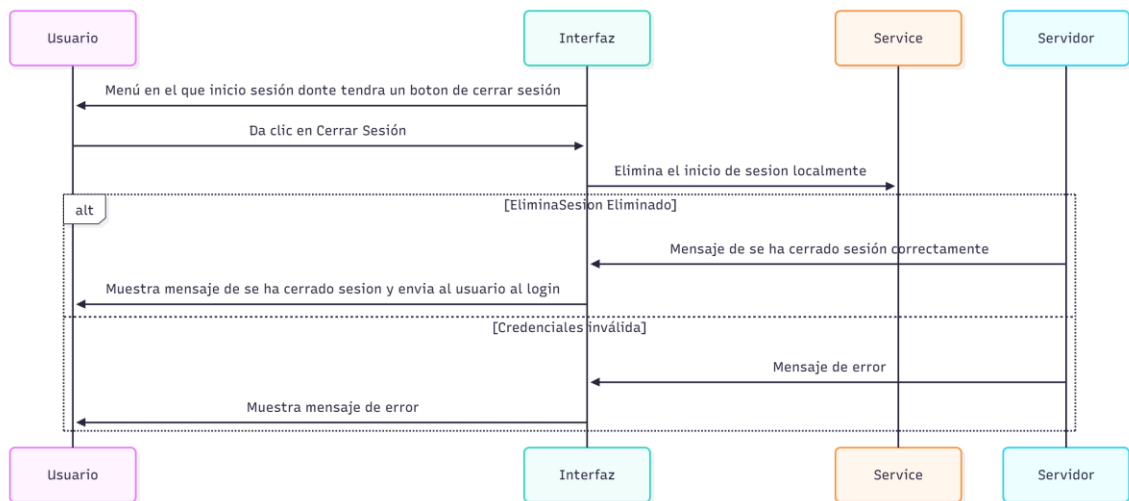 Usuario
Interfaz
Service
Servidor
Menú en el que inicio sesión donte tendra un boton de cerrar sesión
Da clic en Cerrar Sesión
Elimina el inicio de sesion localmente
alt
[EliminaSesion Eliminado]
Mensaje de se ha cerrado sesión correctamente
Muestra mensaje de se ha cerrado sesion y envia al usuario al login
[Credenciales inválida]
Mensaje de error
Muestra mensaje de error
Usuario
Interfaz
Service
Servidor